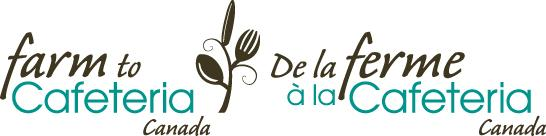 farm to
Cafeteria
Canada
De la ferme
à la Cafeteria
Canada